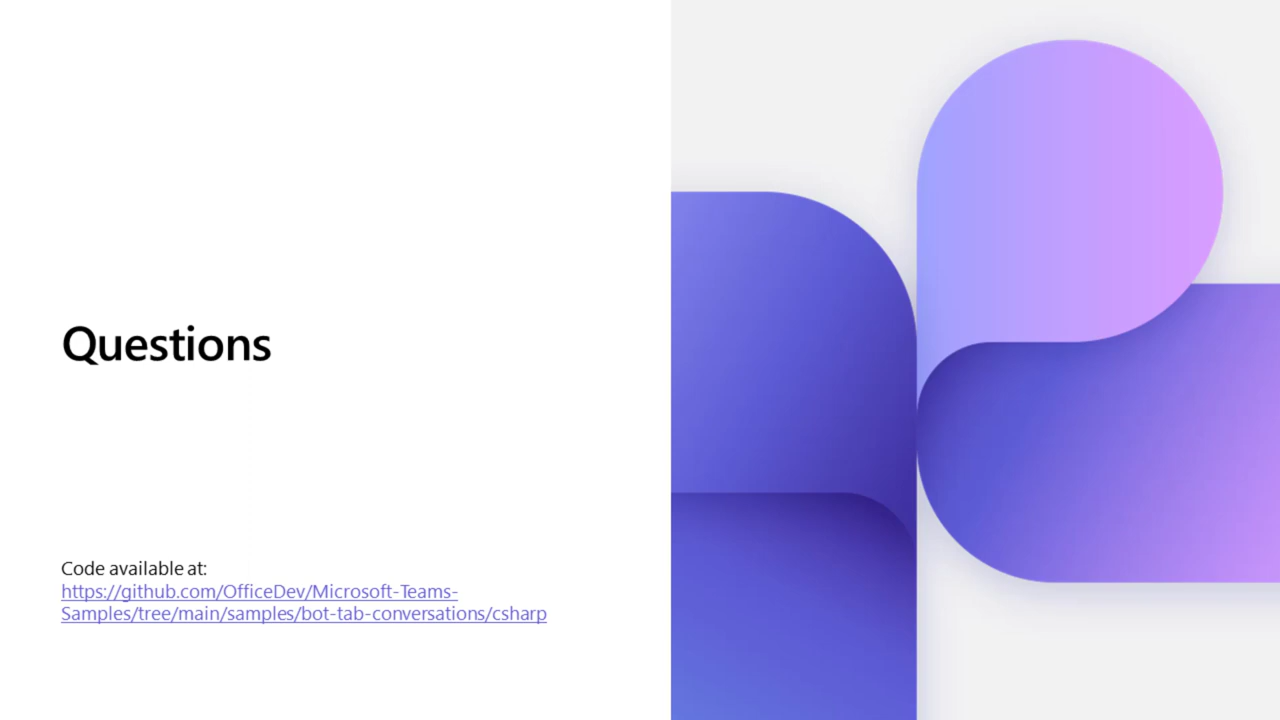 Questions
Code available at:
https://github.com/OfficeDev/Microsoft-Teams-
Samples/tree/main/samples/bot-tab-conversations/csharp